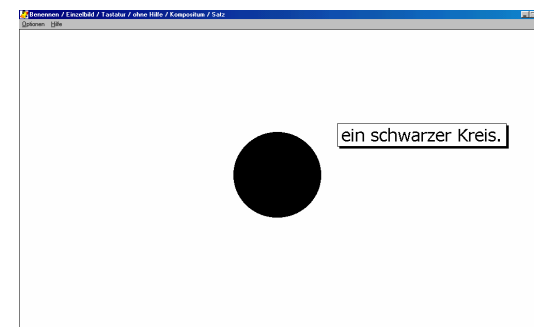 Benennen / Einzelbild / Tastatur / ohne Hilfe / Kompositum / Satz
Optionen Hilfe
ein schwarzer Kreis.